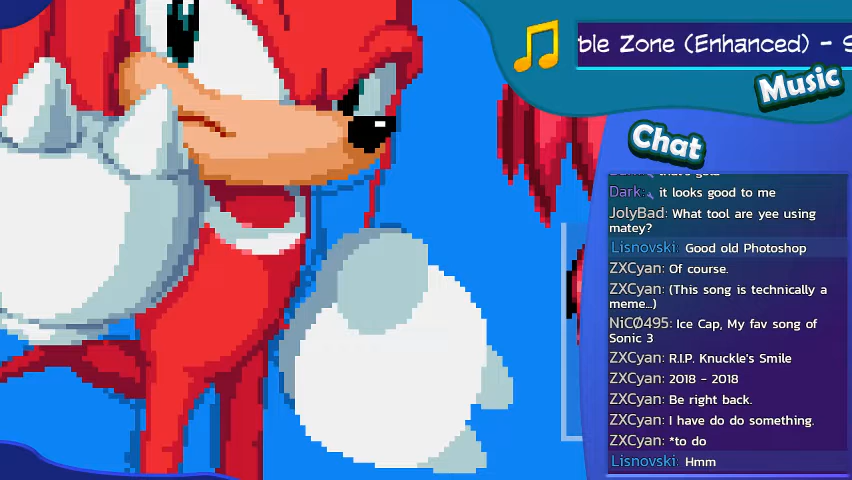 ble Zone (Enhanced) - S
Music
Chat
Dark: it looks good to me
JolyBad: What tool are yee using
matey?
Lisnovski: Good old Photoshop
ZXCyan: Of course.
ZXCyan: (This song is technically a
meme...)
NiCØ495: Ice Cap, My fav song of
Sonic 3
ZXCyan: R.I.P. Knuckle's Smile
ZXCyan: 2018 - 2018
ZXCyan: Be right back.
ZXCyan: I have do do something.
ZXCyan: *to do
Lisnovski: Hmm